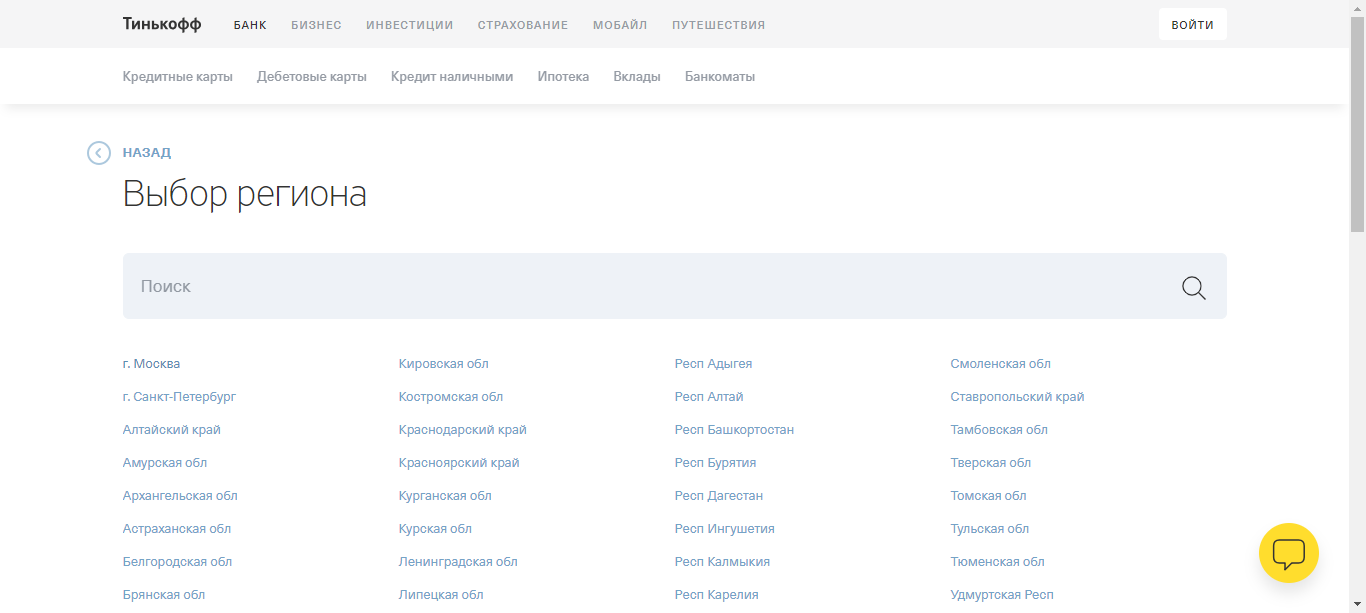 Тинькофф БАНК БИЗНЕС ИНВЕСТИЦИИ СТРАХОВАНИЕ МОБАЙЛ ПУТЕШЕСТВИЯ ВОЙТИ
Кредитные карты Дебетовые карты Кредит наличными Ипотека Вклады Банкоматы
НАЗАД
Выбор региона
Поиск
г. Москва Кировская обл Респ Адыгея Смоленская обл
г. Санкт-Петербург Костромская обл Респ Алтай Ставропольский край
Алтайский край Краснодарский край Респ Башкортостан Тамбовская обл
Амурская обл Красноярский край Респ Бурятия Тверская обл
Архангельская обл Курганская обл Респ Дагестан Томская обл
Астраханская обл Курская обл Респ Ингушетия Тульская обл
Белгородская обл Ленинградская обл Респ Калмыкия Тюменская обл
Брянская обл Липецкая обл Респ Карелия Удмуртская Респ